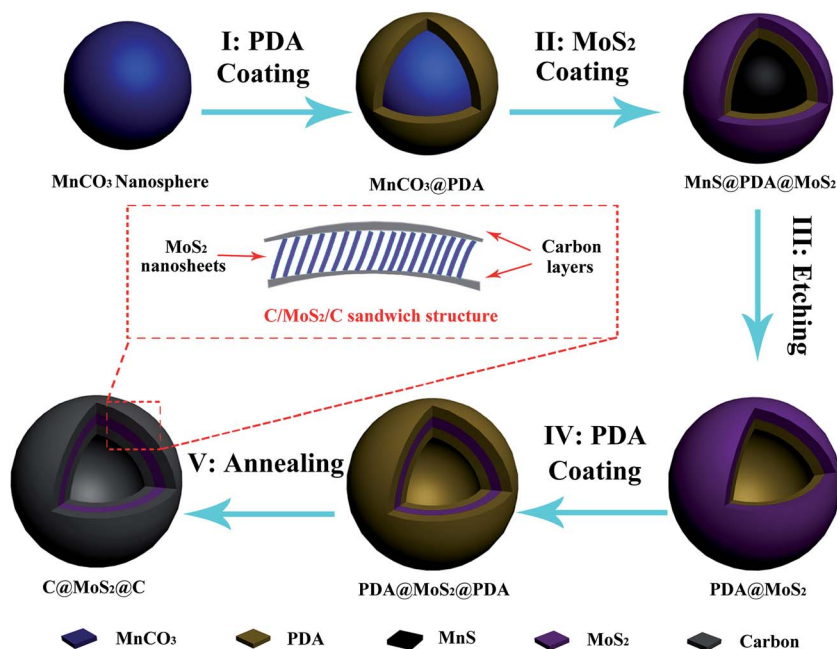 I: PDA
Coating
II: MoS₂
Coating
MnCO₃ Nanosphere
MnCO₃@PDA
MnS@PDA@MoS₂
MoS₂
nanosheets
Carbon
layers
C/MoS₂/C sandwich structure
III: Etching
V: Annealing
IV: PDA
Coating
C@MoS₂@C
PDA@MoS₂@PDA
PDA@MoS₂
MnCO₃
PDA
MnS
MoS₂
Carbon